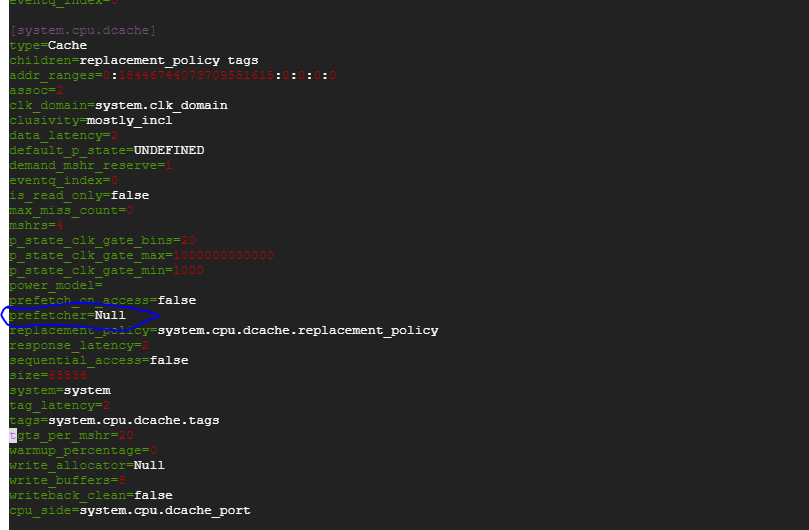 eventq_index=0
[system.cpu.dcache]
type=Cache
children=replacement_policy tags
addr_ranges=0:18446744073709551615:0:0:0:0
assoc=2
clk_domain=system.clk_domain
clusivity=mostly_incl
data_latency=2
default_p_state=UNDEFINED
demand_mshr_reserve=1
eventq_index=0
is_read_only=false
max_miss_count=0
mshrs=4
p_state_clk_gate_bins=20
p_state_clk_gate_max=1000000000000
p_state_clk_gate_min=1000
power_model=
prefetch_on_access=false
prefetcher=Null
replacement_policy=system.cpu.dcache.replacement_policy
response_latency=2
sequential_access=false
size=65536
system=system
tag_latency=2
tags=system.cpu.dcache.tags
tgts_per_mshr=20
warmup_percentage=0
write_allocator=Null
write_buffers=8
writeback_clean=false
cpu_side=system.cpu.dcache_port